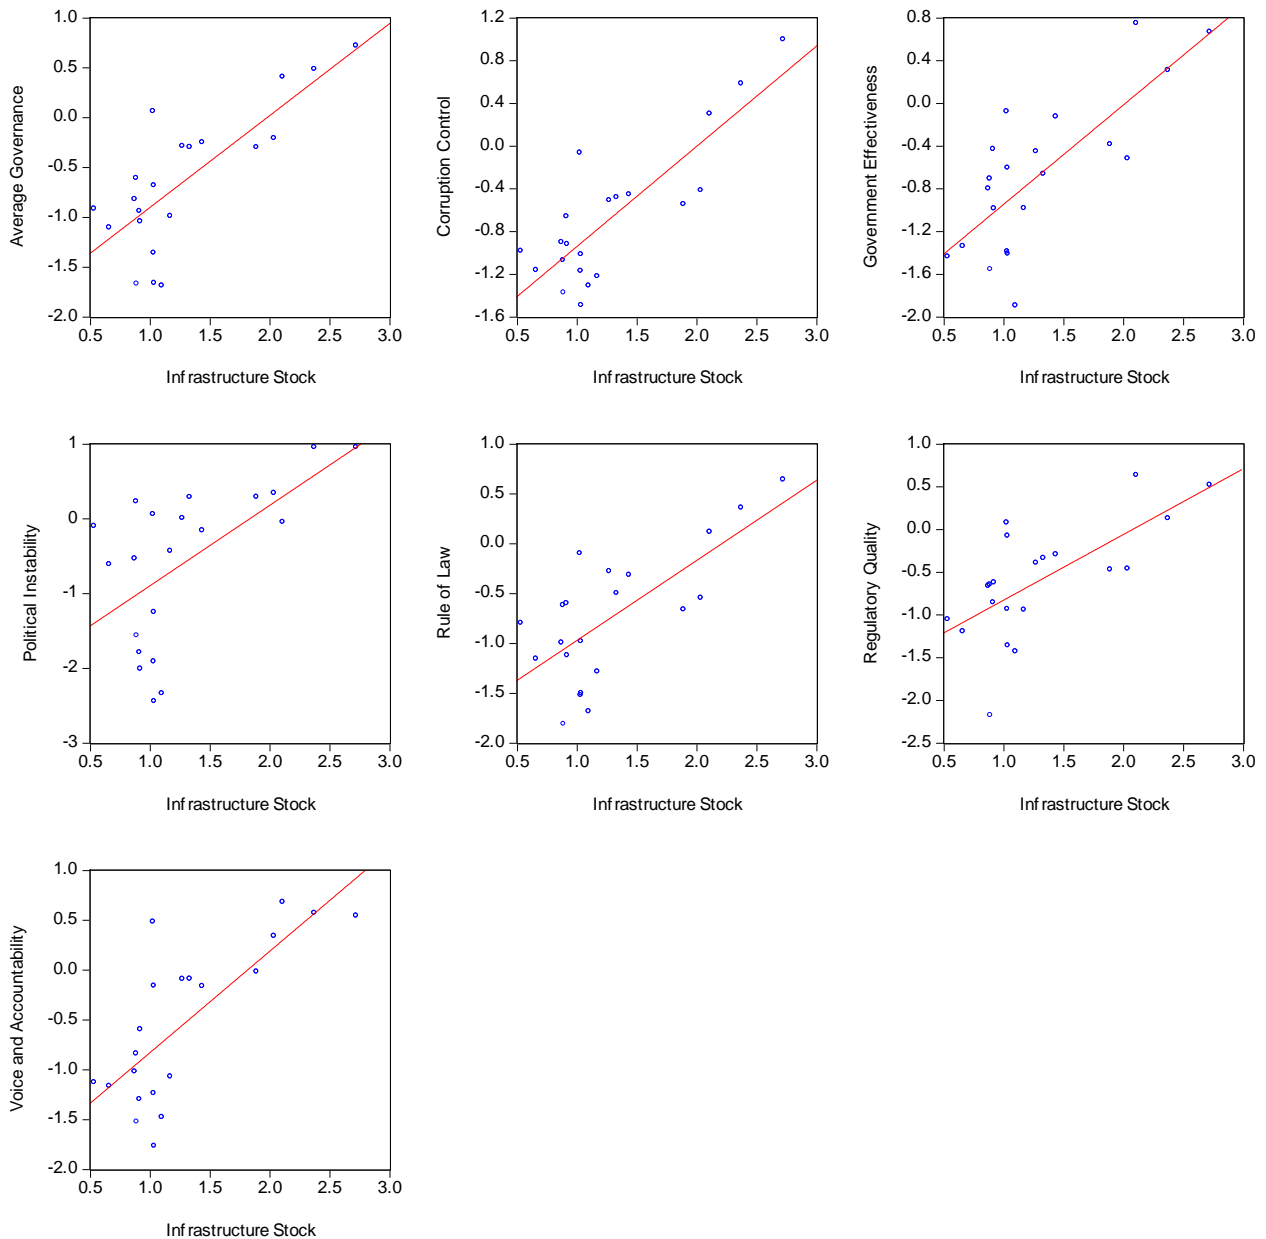 1.0
0.5
0.0
-0.5
-1.0
-1.5
-2.0
0.5 1.0 1.5 2.0 2.5 3.0
Infrastructure Stock
Average Governance
1.2
0.8
0.4
0.0
-0.4
-0.8
-1.2
-1.6
0.5 1.0 1.5 2.0 2.5 3.0
Infrastructure Stock
Corruption Control
0.8
0.4
0.0
-0.4
-0.8
-1.2
-1.6
-2.0
0.5 1.0 1.5 2.0 2.5 3.0
Infrastructure Stock
Government Effectiveness
1
0
-1
-2
-3
0.5 1.0 1.5 2.0 2.5 3.0
Infrastructure Stock
Political Instability
1.0
0.5
0.0
-0.5
-1.0
-1.5
-2.0
0.5 1.0 1.5 2.0 2.5 3.0
Infrastructure Stock
Rule of Law
1.0
0.5
0.0
-0.5
-1.0
-1.5
-2.0
-2.5
0.5 1.0 1.5 2.0 2.5 3.0
Infrastructure Stock
Regulatory Quality
1.0
0.5
0.0
-0.5
-1.0
-1.5
-2.0
0.5 1.0 1.5 2.0 2.5 3.0
Infrastructure Stock
Voice and Accountability